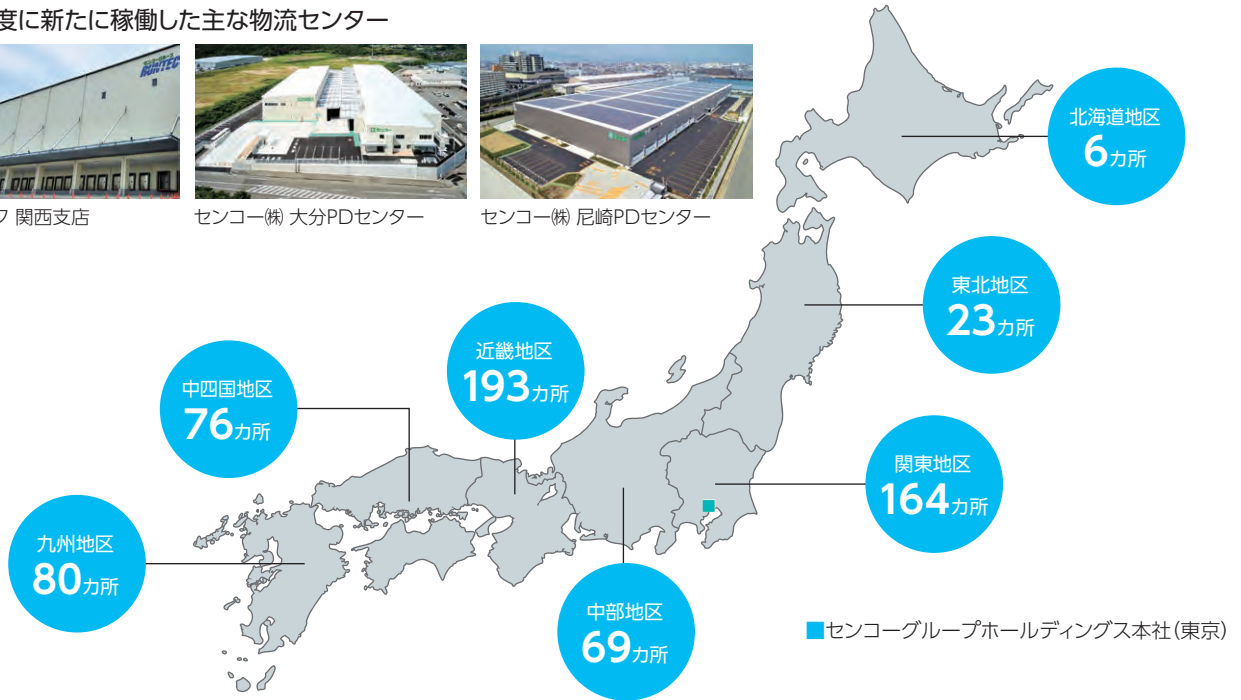 度に新たに稼働した主な物流センター
RUNTEC
関西支店
センコー㈱ 大分PDセンター
センコー㈱ 尼崎PDセンター
北海道地区
6カ所
東北地区
23カ所
近畿地区
193カ所
中四国地区
76カ所
関東地区
164カ所
九州地区
80カ所
中部地区
69カ所
■センコーグループホールディングス本社(東京)